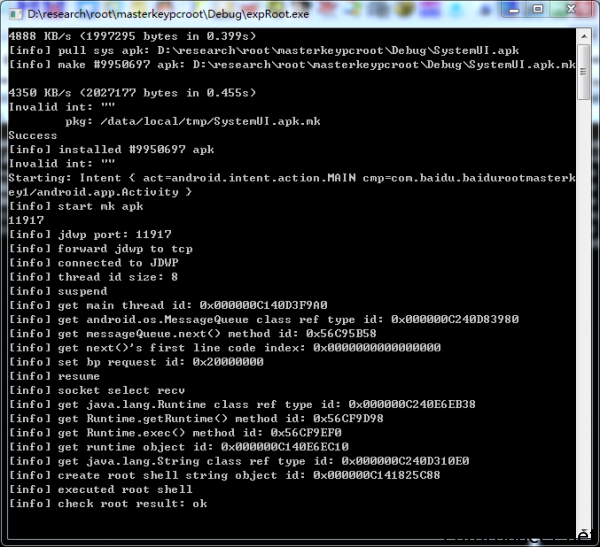 D:\research\root\masterkeypcroot\Debug\expRoot.exe
4888 KB/s (1997295 bytes in 0.399s)
[info] pull sys apk: D:\research\root\masterkeypcroot\Debug\SystemUI.apk
[info] make #9950697 apk: D:\research\root\masterkeypcroot\Debug\SystemUI.apk.mk
4350 KB/s (2027177 bytes in 0.455s)
Invalid int: ""
pkg: /data/local/tmp/SystemUI.apk.mk
Success
[info] installed #9950697 apk
Invalid int: ""
Starting: Intent { act=android.intent.action.MAIN cmp=com.baidu.baidurootmasterk
ey1/android.app.Activity }
[info] start mk apk
11917
[info] jdwp port: 11917
[info] forward jdwp to tcp
[info] connected to JDWP
[info] thread id size: 8
[info] suspend
[info] get main thread id: 0x000000C140D3F9A0
[info] get android.os.MessageQueue class ref type id: 0x000000C240D83980
[info] get messageQueue.next() method id: 0x56C95B58
[info] get next()'s first line code index: 0x0000000000000000
[info] set bp request id: 0x20000000
[info] resume
[info] socket select recv
[info] get java.lang.Runtime class ref type id: 0x000000C240E6EB38
[info] get Runtime.getRuntime() method id: 0x56CF9D98
[info] get Runtime.exec() method id: 0x56CF9EF0
[info] get runtime object id: 0x000000C140E6EC10
[info] get java.lang.String class ref type id: 0x000000C240D310E0
[info] create root shell string object id: 0x000000C141825C88
[info] executed root shell
[info] check root result: ok